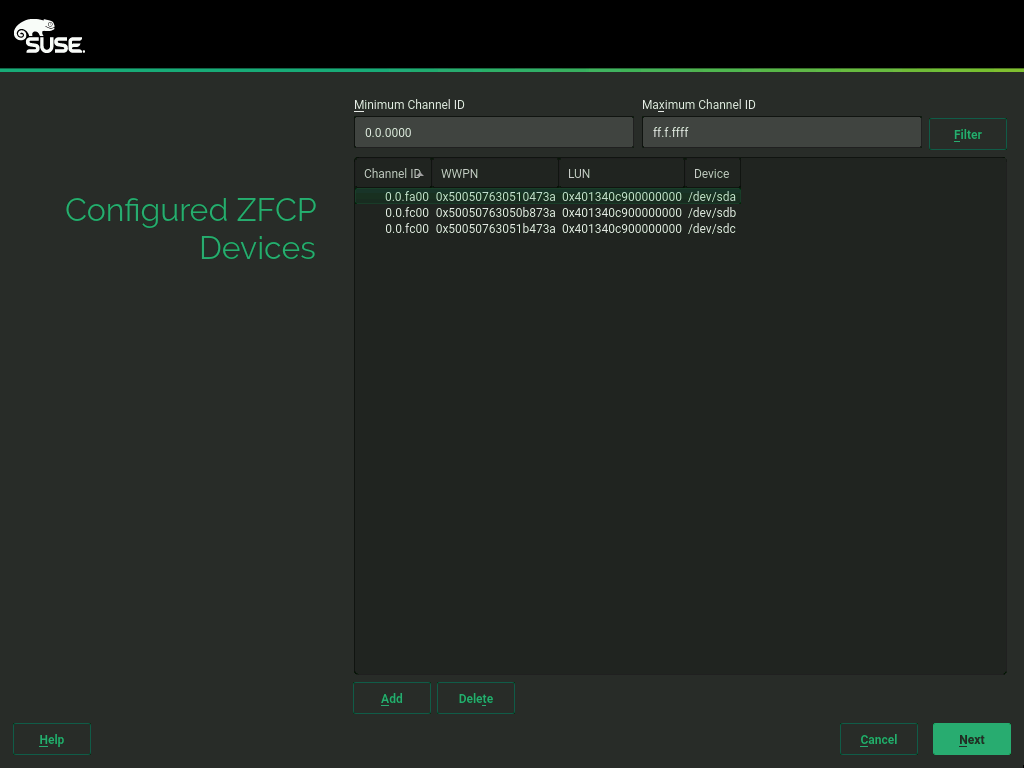 SUSE.
Minimum Channel ID Maximum Channel ID
0.0.0000 ff.f.ffff Filter
Configured ZFCP
Devices
Channel ID WWPN LUN Device
0.0.fa00 0x500507630510473a 0x401340c900000000 /dev/sda
0.0.fc00 0x50050763050b873a 0x401340c900000000 /dev/sdb
0.0.fc00 0x50050763051b473a 0x401340c900000000 /dev/sdc
Add Delete
Help Cancel Next